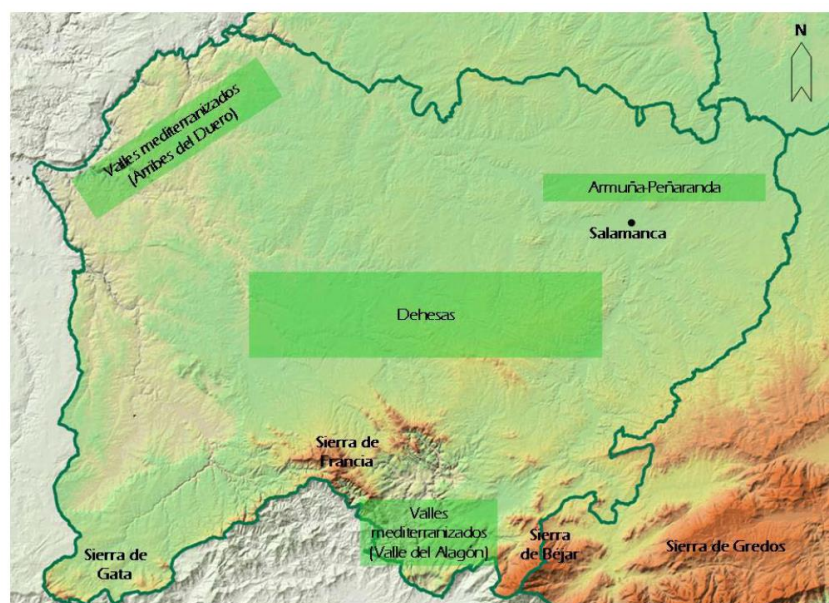 N
Valles mediterranizados
(Arribes del Duero)
Armuña-Peñaranda
Salamanca
Dehesas
Sierra de
Francia
Valles
mediterranizados
(Valle del Alagón)
Sierra
de Béjar
Sierra de Gredos
Sierra de
Gata